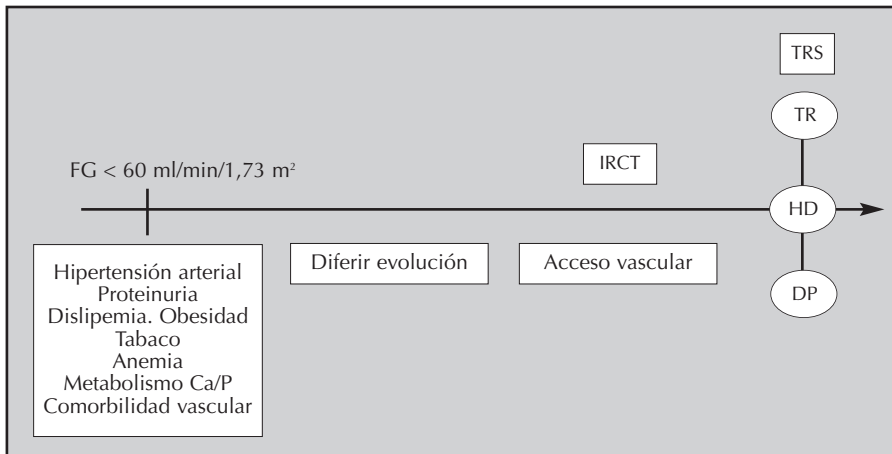 TRS
TR
IRCT
FG < 60 ml/min/1,73 m²
HD
Hipertensión arterial
Proteinuria
Dislipemia. Obesidad
Tabaco
Anemia
Metabolismo Ca/P
Comorbilidad vascular
Diferir evolución
Acceso vascular
DP